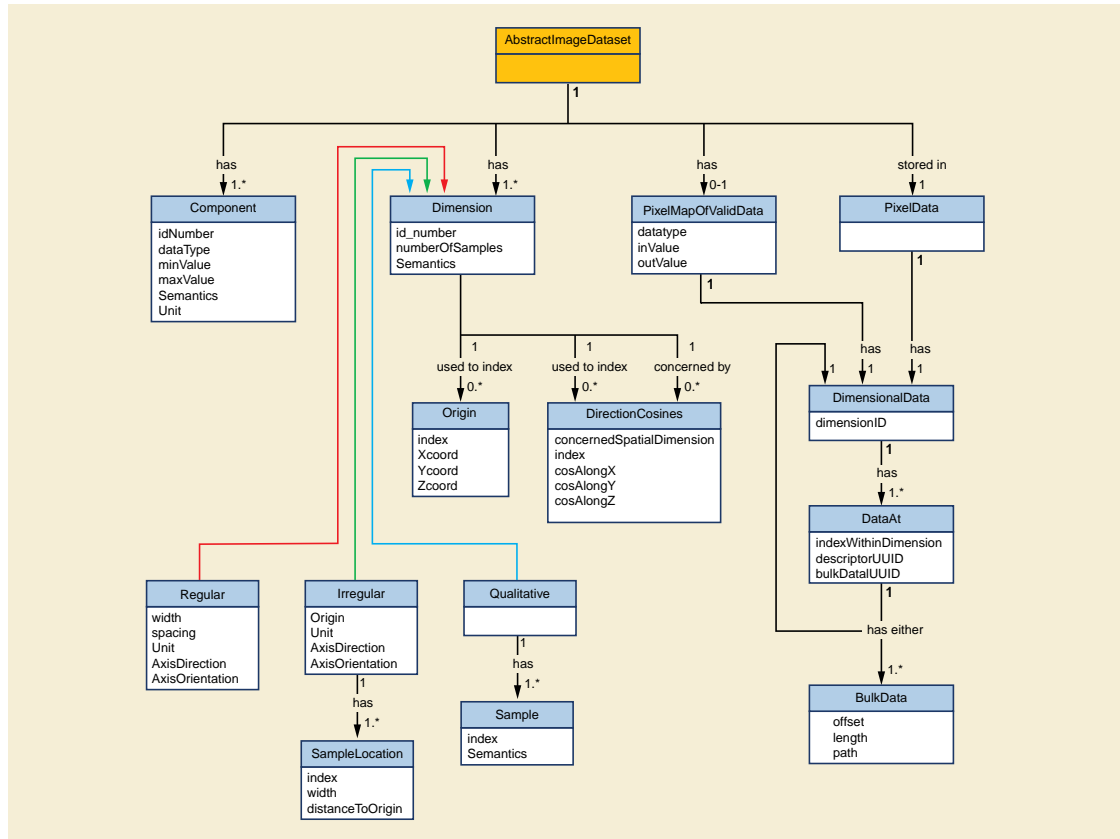 AbstractImageDataset
1
has
1.*
has
1.*
has
0-1
stored in
1
Component
idNumber
dataType
minValue
maxValue
Semantics
Unit
Dimension
id_number
numberOfSamples
Semantics
PixelMapOfValidData
datatype
inValue
outValue
1
PixelData
1
1
used to index
0.*
1
used to index
0.*
1
concerned by
0.*
1
has
1
has
1
Origin
index
Xcoord
Ycoord
Zcoord
DirectionCosines
concernedSpatialDimension
index
cosAlongX
cosAlongY
cosAlongZ
DimensionalData
dimensionID
1
has
1.*
DataAt
indexWithinDimension
descriptorUUID
bulkDatalUUID
1
has either
1.*
BulkData
offset
length
path
Regular
width
spacing
Unit
AxisDirection
AxisOrientation
Irregular
Origin
Unit
AxisDirection
AxisOrientation
1
has
1.*
SampleLocation
index
width
distanceToOrigin
Qualitative
1
has
1.*
Sample
index
Semantics